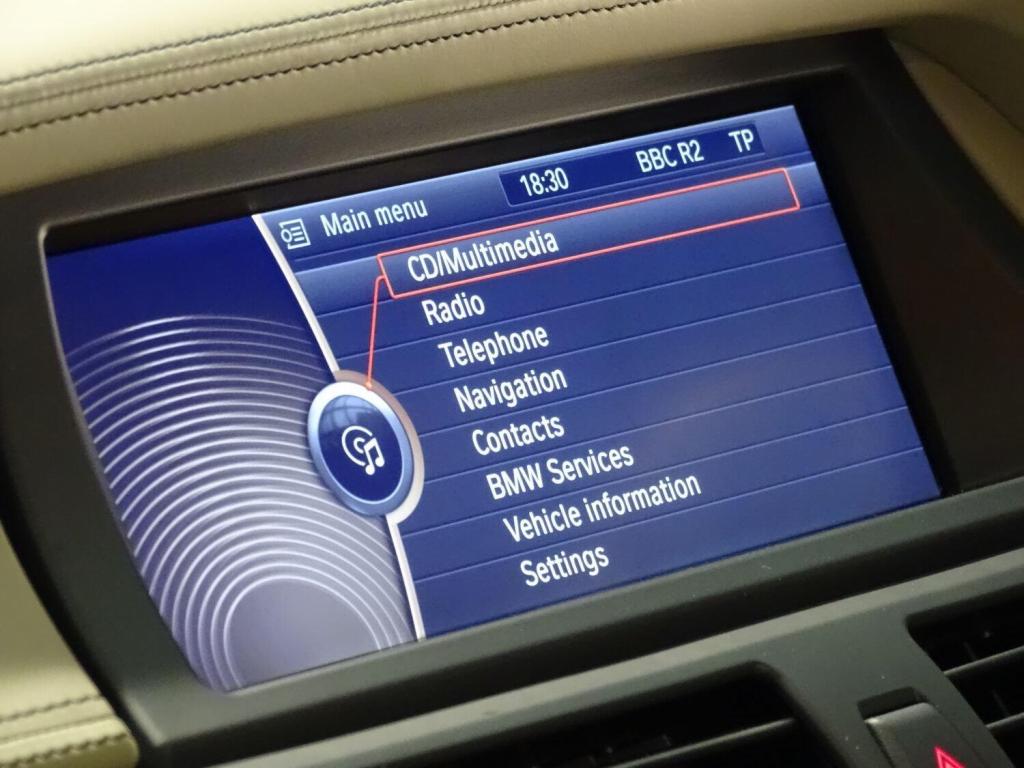 Main menu 18:30 BBC R2 TP
CD/Multimedia
Radio
Telephone
Navigation
Contacts
BMW Services
Vehicle information
Settings